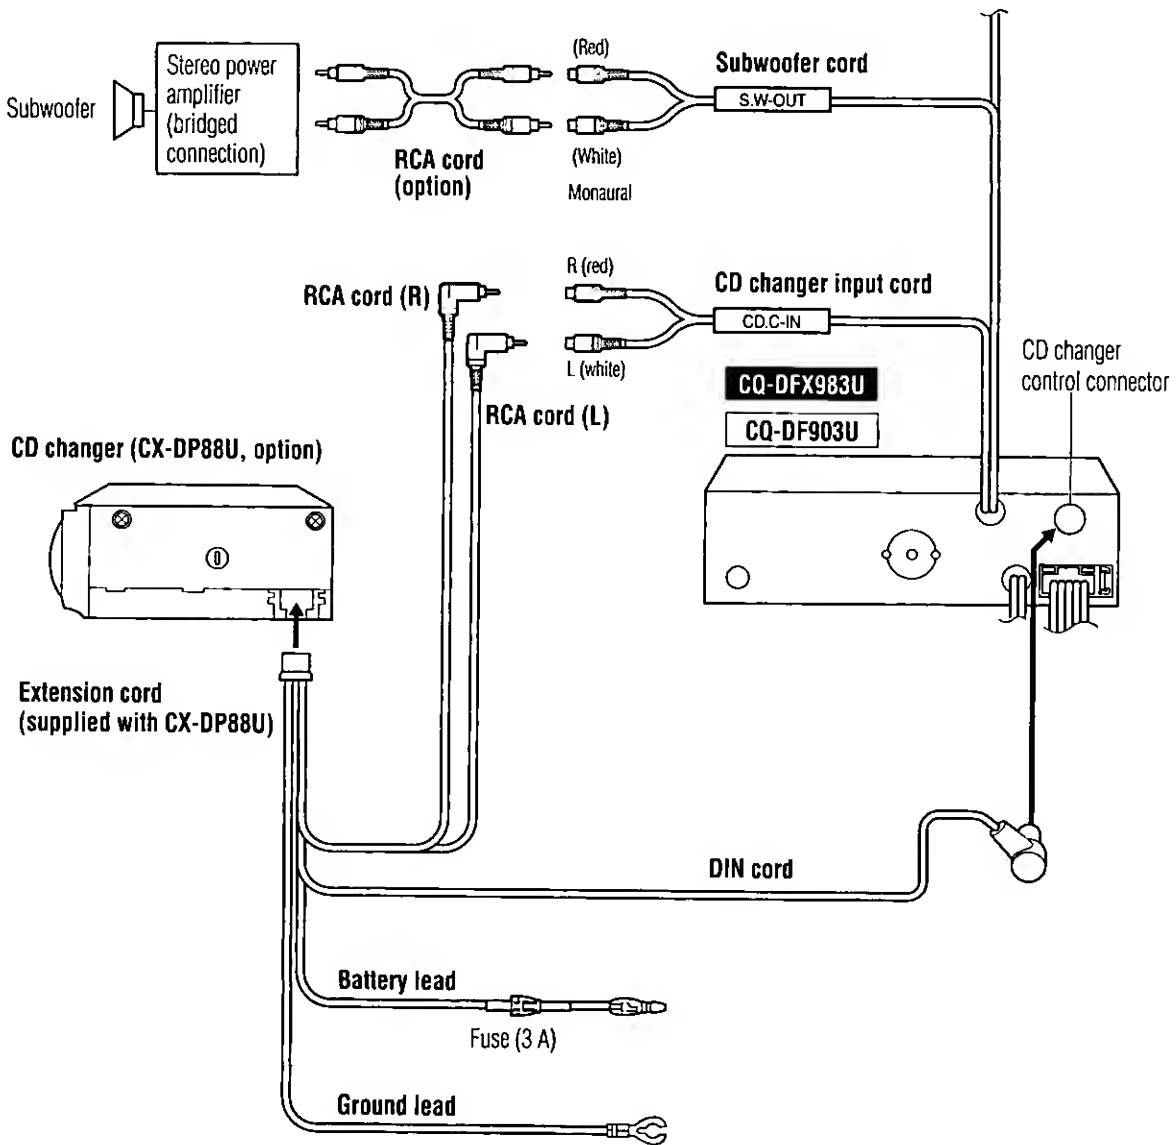 Subwoofer
Stereo power
amplifier
(bridged
connection)
RCA cord
(option)
(Red)
(White)
Monaural
Subwoofer cord
S.W-OUT
RCA cord (R)
RCA cord (L)
R (red)
L (white)
CD changer input cord
CD.C-IN
CQ-DFX983U
CQ-DF903U
CD changer
control connector
CD changer (CX-DP88U, option)
Extension cord
(supplied with CX-DP88U)
DIN cord
Battery lead
Fuse (3 A)
Ground lead